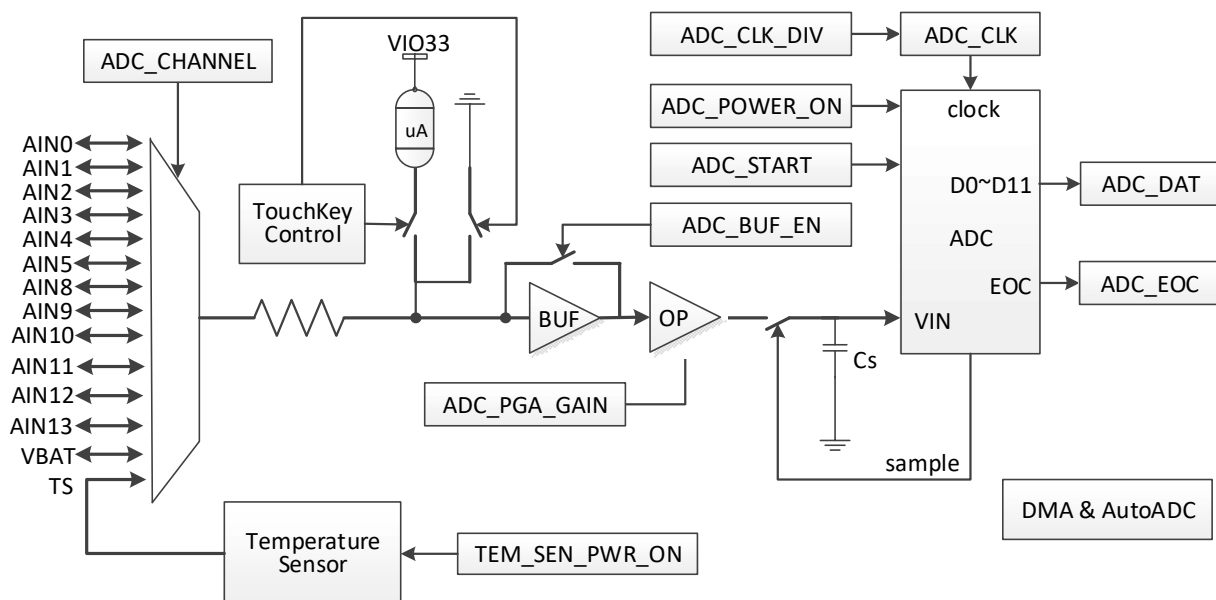 ADC_CLK_DIV
ADC_CLK
VIO33
ADC_CHANNEL
ADC_POWER_ON
clock
uA
AIN0
AIN1
AIN2
AIN3
AIN4
AIN5
AIN8
AIN9
AIN10
AIN11
AIN12
AIN13
VBAT
TS
ADC_START
D0~D11
ADC_DAT
TouchKey
Control
ADC_BUF_EN
ADC
EOC
ADC_EOC
BUF
OP
VIN
Cs
ADC_PGA_GAIN
sample
DMA & AutoADC
Temperature
Sensor
TEM_SEN_PWR_ON